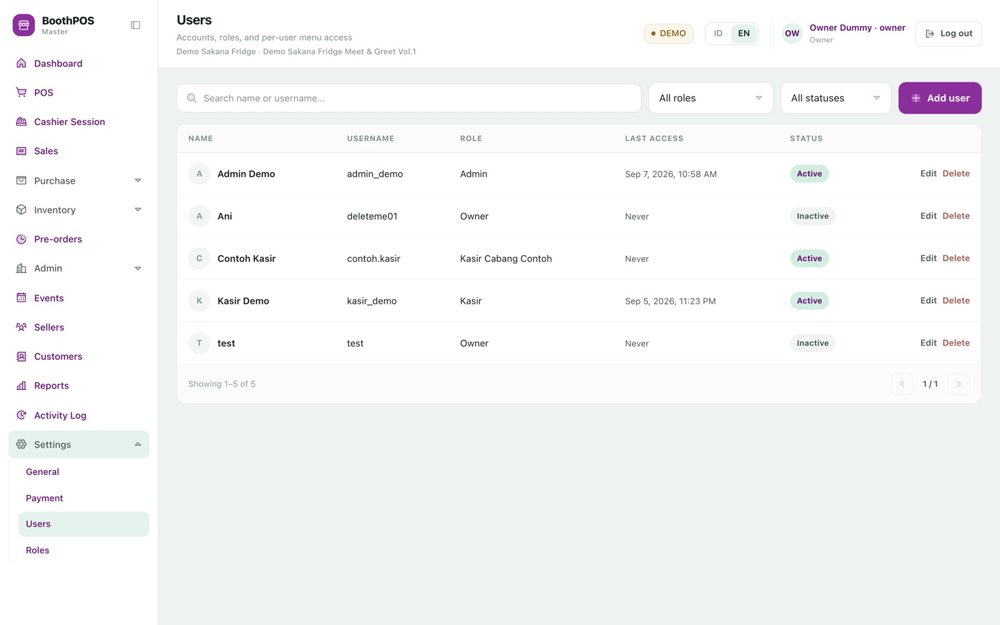 BoothPOS
Master
Dashboard
POS
Cashier Session
Sales
Purchase
Inventory
Pre-orders
Admin
Events
Sellers
Customers
Reports
Activity Log
Settings
General
Payment
Users
Roles
Users
Accounts, roles, and per-user menu access
Demo Sakana Fridge · Demo Sakana Fridge Meet & Greet Vol.1
DEMO
ID EN
OW
Owner Dummy · owner
Owner
Log out
Search name or username...
All roles
All statuses
Add user
NAME USERNAME ROLE LAST ACCESS STATUS
A Admin Demo admin_demo Admin Sep 7, 2026, 10:58 AM Active Edit Delete
A Ani deleteme01 Owner Never Inactive Edit Delete
C Contoh Kasir contoh.kasir Kasir Cabang Contoh Never Active Edit Delete
K Kasir Demo kasir_demo Kasir Sep 5, 2026, 11:23 PM Active Edit Delete
T test test Owner Never Inactive Edit Delete
Showing 1–5 of 5
1 / 1